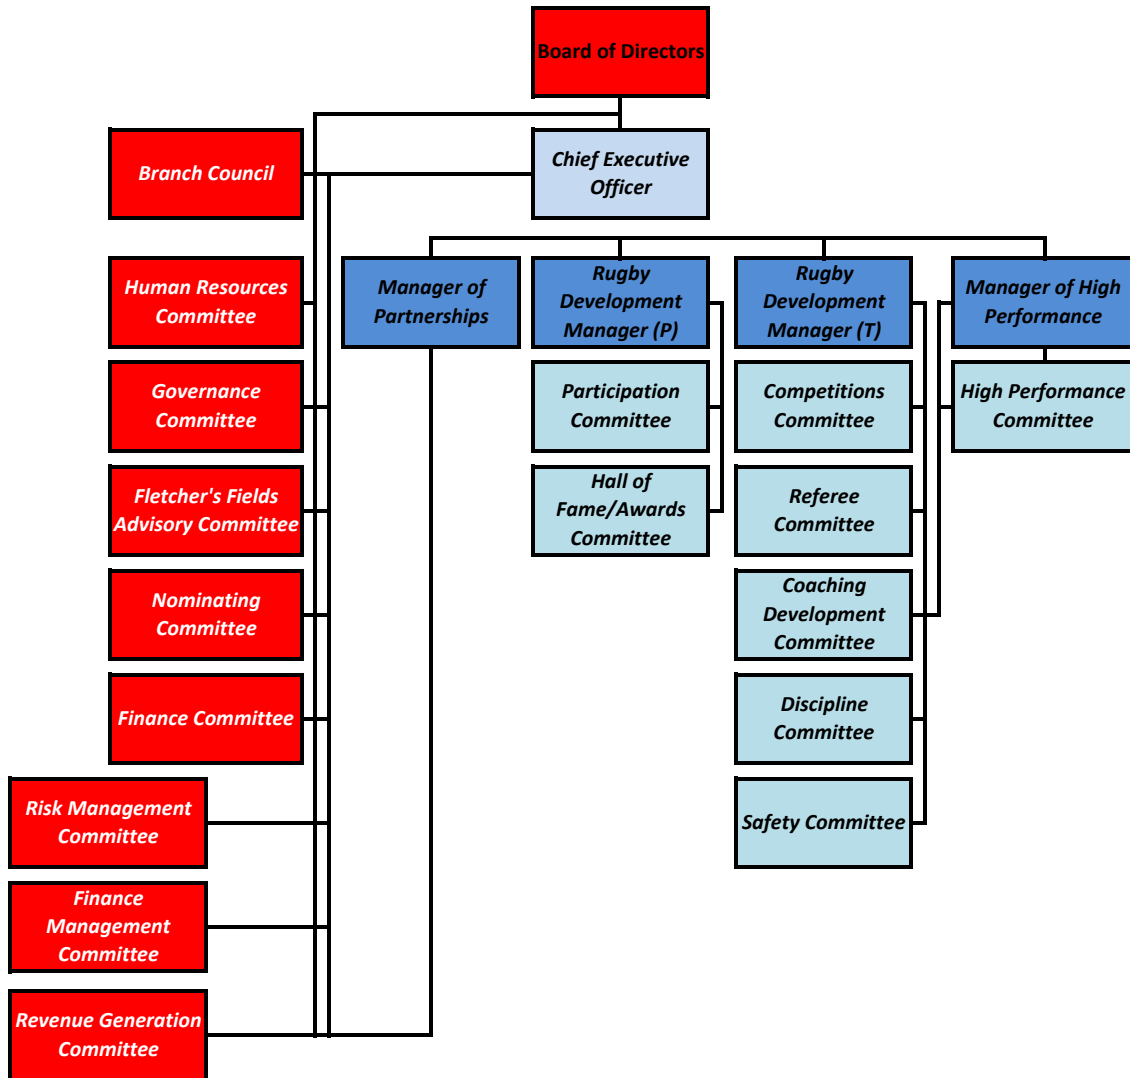 Board of Directors
Branch Council
Chief Executive
Officer
Human Resources
Committee
Manager of
Partnerships
Rugby
Development
Manager (P)
Rugby
Development
Manager (T)
Manager of High
Performance
Governance
Committee
Participation
Committee
Competitions
Committee
High Performance
Committee
Fletcher's Fields
Advisory Committee
Hall of
Fame/Awards
Committee
Referee
Committee
Nominating
Committee
Coaching
Development
Committee
Finance Committee
Discipline
Committee
Risk Management
Committee
Safety Committee
Finance
Management
Committee
Revenue Generation
Committee